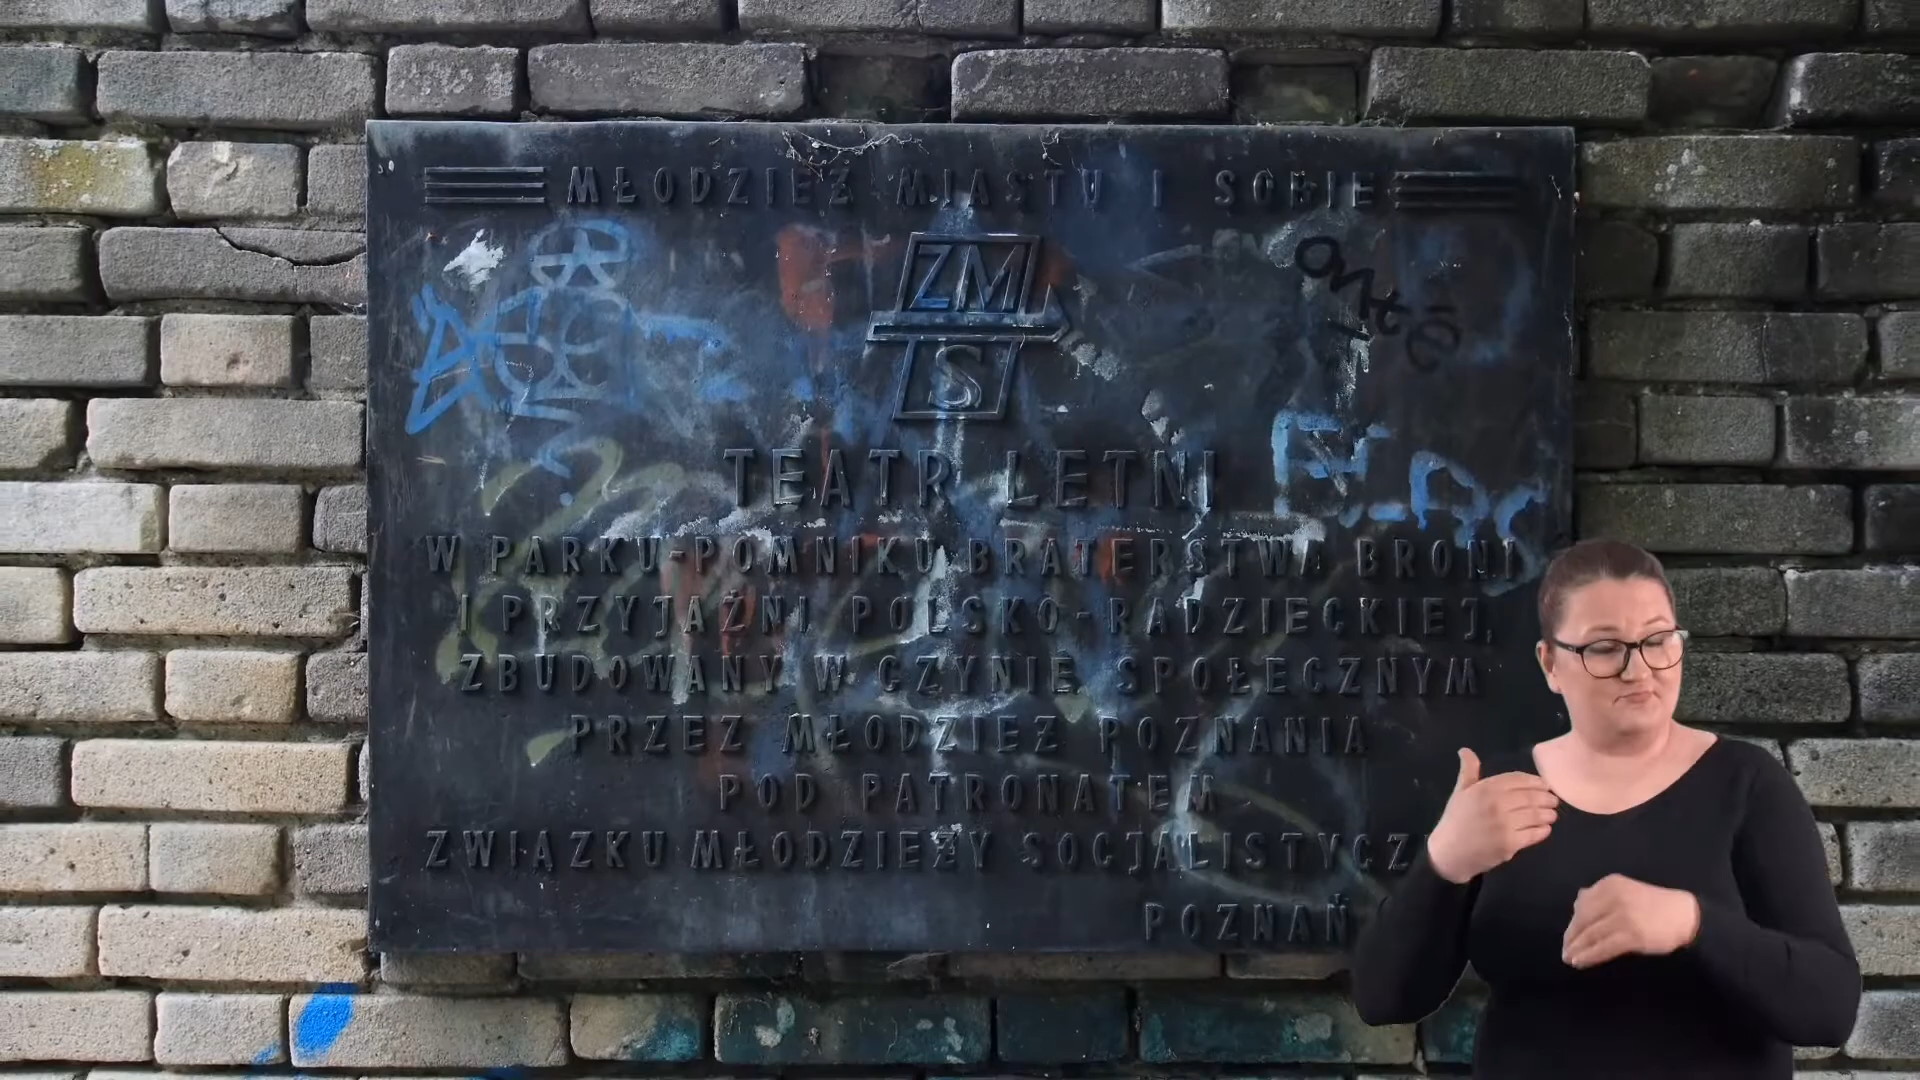 MŁODZIEŻ MIASTU I SOBIE
ZM
S
TEATR LETNI
W PARKU-POMNIKU BRATERSTWA BRONI
I PRZYJAŹNI POLSKO-RADZIECKIEJ,
ZBUDOWANY W CZYNIE SPOŁECZNYM
PRZEZ MŁODZIEŻ POZNANIA
POD PATRONATEM
ZWIĄZKU MŁODZIEŻY SOCJALISTYCZ
POZNAŃ